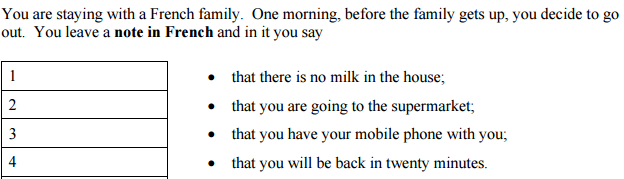 You are staying with a French family.  One morning, before the family gets up, you decide to go
out.  You leave a note in French and in it you say
1
• that there is no milk in the house;
2
• that you are going to the supermarket;
3
• that you have your mobile phone with you;
4
• that you will be back in twenty minutes.